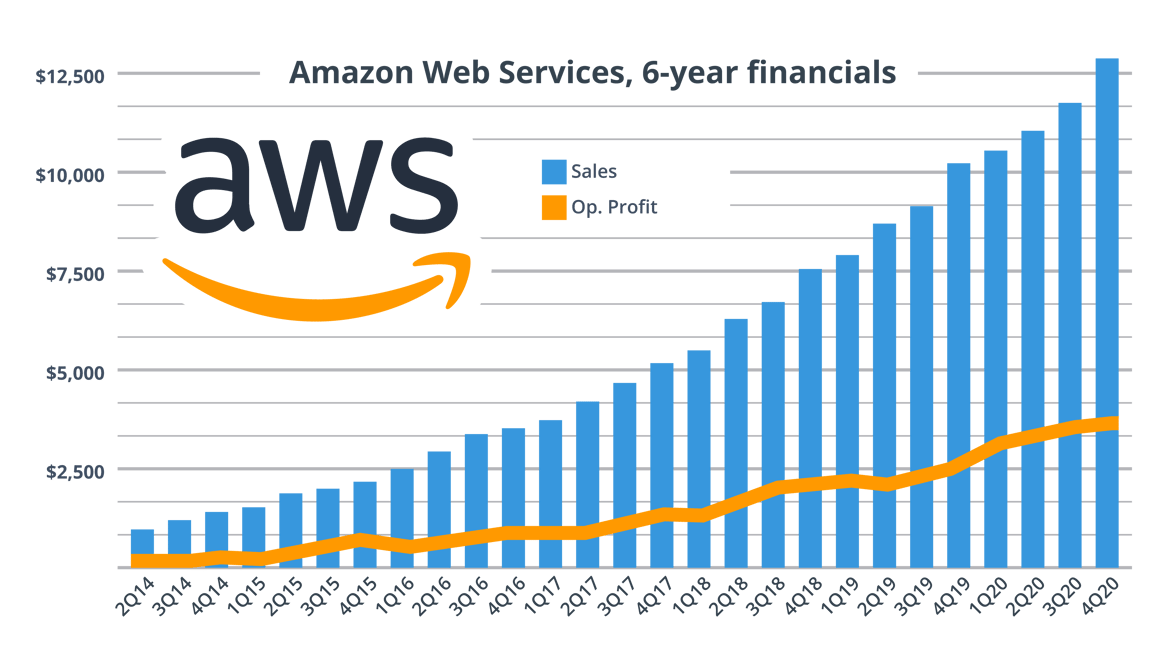 Amazon Web Services, 6-year financials
aws
Sales
Op. Profit
$12,500
$10,000
$7,500
$5,000
$2,500
2Q14 3Q14 4Q14 1Q15 2Q15 3Q15 4Q15 1Q16 2Q16 3Q16 4Q16 1Q17 2Q17 3Q17 4Q17 1Q18 2Q18 3Q18 4Q18 1Q19 2Q19 3Q19 4Q19 1Q20 2Q20 3Q20 4Q20